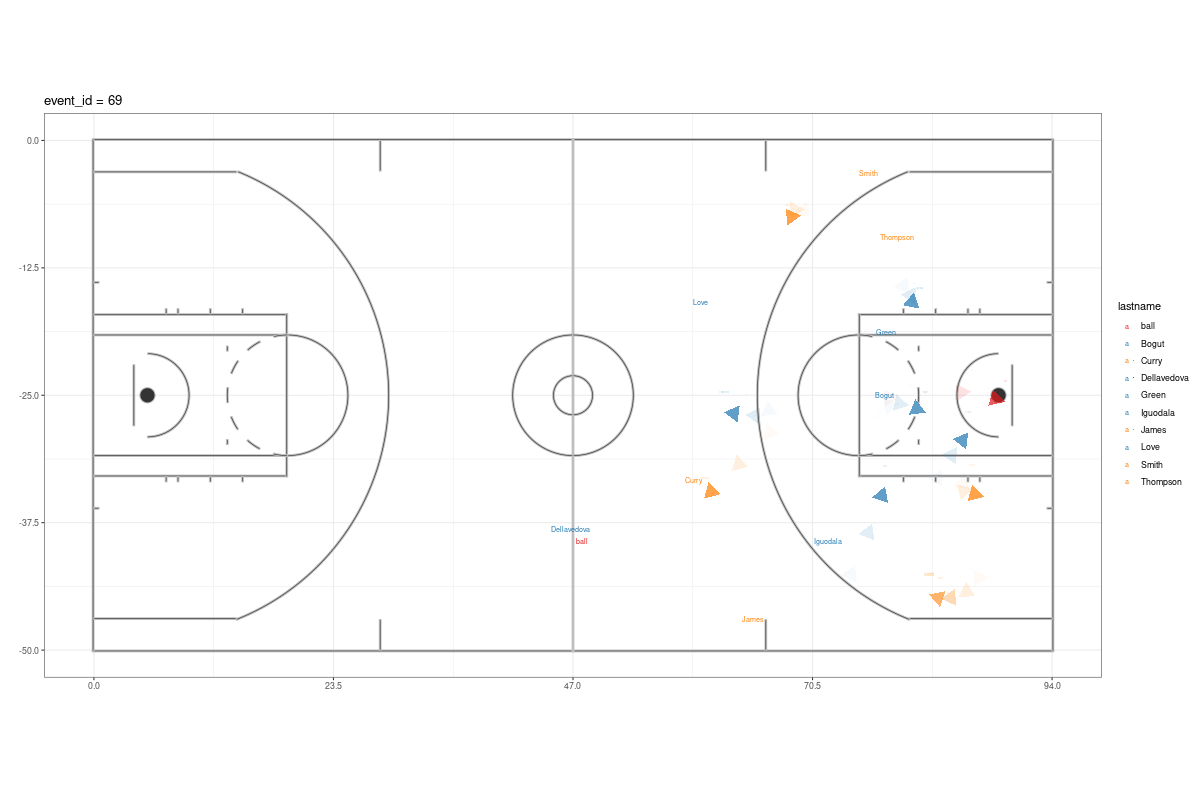 event_id = 69
0.0
Smith
Thompson
-12.5
Love
Green
-25.0
Bogut
Curry
-37.5
Dellavedova
ball
Iguodala
James
-50.0
0.0
23.5
47.0
70.5
94.0
lastname
a ball
a Bogut
a Curry
a Dellavedova
a Green
a Iguodala
a James
a Love
a Smith
a Thompson